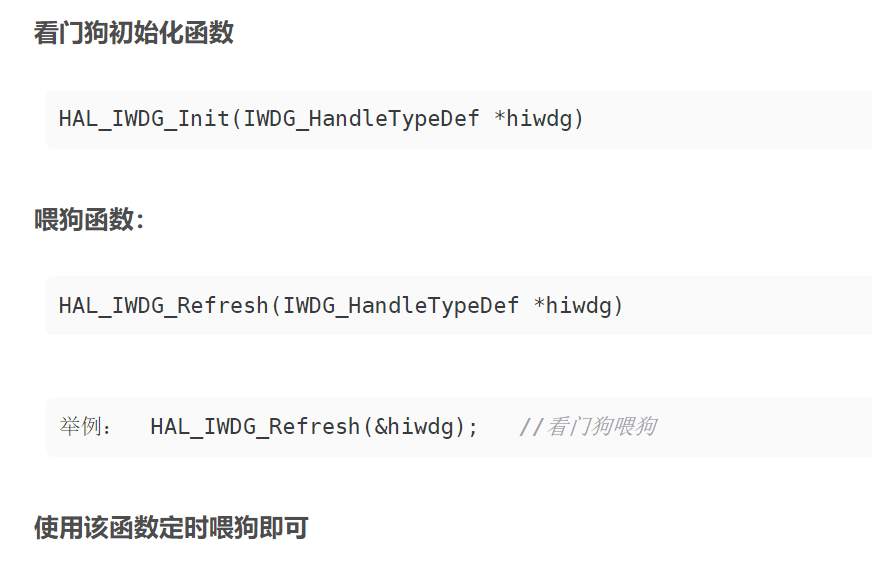 看门狗初始化函数
HAL_IWDG_Init(IWDG_HandleTypeDef *hiwdg)
喂狗函数：
HAL_IWDG_Refresh(IWDG_HandleTypeDef *hiwdg)
举例： HAL_IWDG_Refresh(&hiwdg); //看门狗喂狗
使用该函数定时喂狗即可